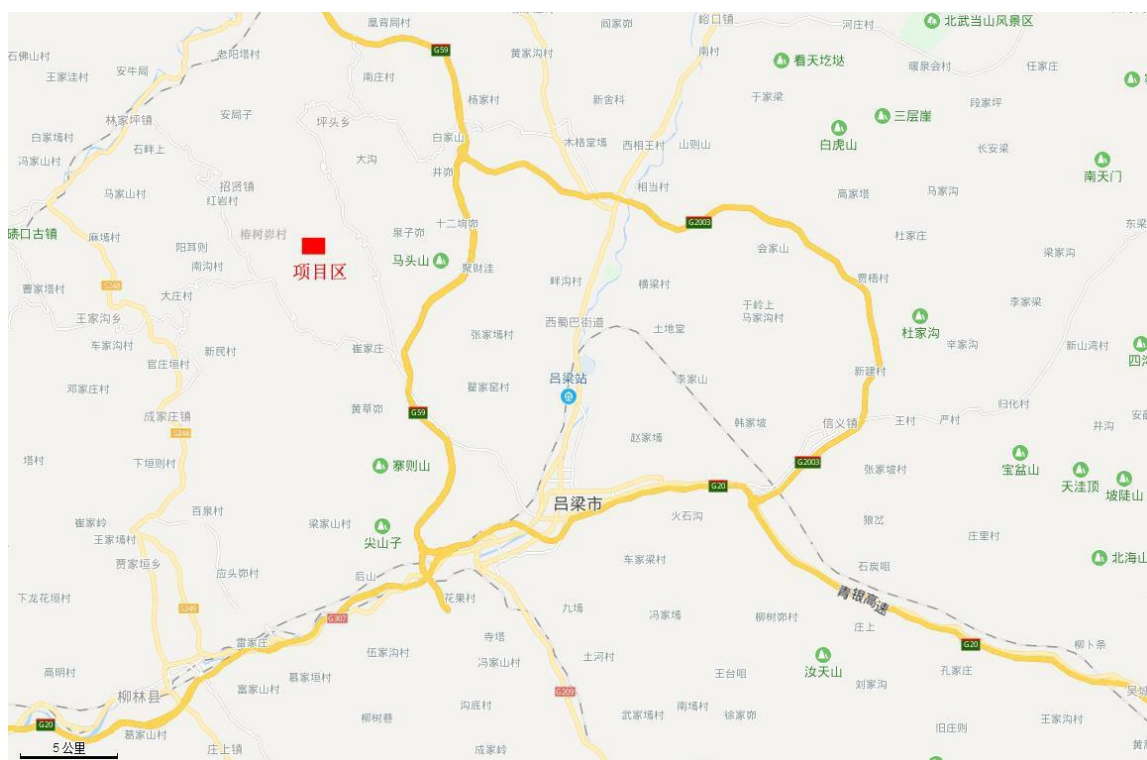 凰背局村
阎家峁
峪口镇
河庄村
北武当山风景区
石佛山村
老阳塔村
G59
黄家沟村
南村
看天圪垯
暖泉会村
任家庄
王家洼村
安牛局
南庄村
杨家村
新舍科
于家梁
段家坪
林家坪镇
安局子
坪头乡
三层崖
白家墕村
石畔上
白家山
木格堂墕
西相王村
山则山
白虎山
长安梁
冯家山村
大沟
井峁
南天门
马家山村
招贤镇
红岩村
相当村
高家塔
马家沟
碛口古镇
麻墕村
椿树峁村
十二垧峁
泉子峁
G2003
会家山
杜家庄
东梁
阳耳则
南沟村
项目区
马头山
聚财洼
梁家沟
曹家塔村
S248
大庄村
畔沟村
横梁村
贾梧村
王家沟乡
于岭上
马家沟村
李家梁
车家沟村
官庄垣村
新民村
崔家庄
张家墕村
西蜀巴街道
土地堂
杜家沟
辛家沟
新山湾村
邓家庄村
瞿家窑村
吕梁站
李家山
新建村
成家庄镇
黄草峁
G59
归化村
S248
韩家坡
信义镇
王村
严村
井沟
塔村
下垣则村
寨则山
赵家墕
G2003
张家坡村
宝盆山
天洼顶
坡陡山
百泉村
G20
吕梁市
崔家岭
王家墕村
梁家山村
尖山子
火石沟
狼岔
庄里村
贾家垣乡
应头峁村
后山
车家梁村
石炭咀
北海山
下龙花垣村
S249
G307
花果村
九墕
冯家墕
柳树峁村
青银高速
庄上
雷家庄
伍家沟村
寺塔
冯家山村
土河村
G20
柳卜条
高明村
汝天山
孔家庄
柳林县
富家山村
慕家垣村
G209
王台咀
刘家沟
吴城
沟底村
柳树巷
武家墕村
南墕村
徐家峁
王家沟村
G20
葛家山村
旧庄则
5公里
庄上镇
成家岭